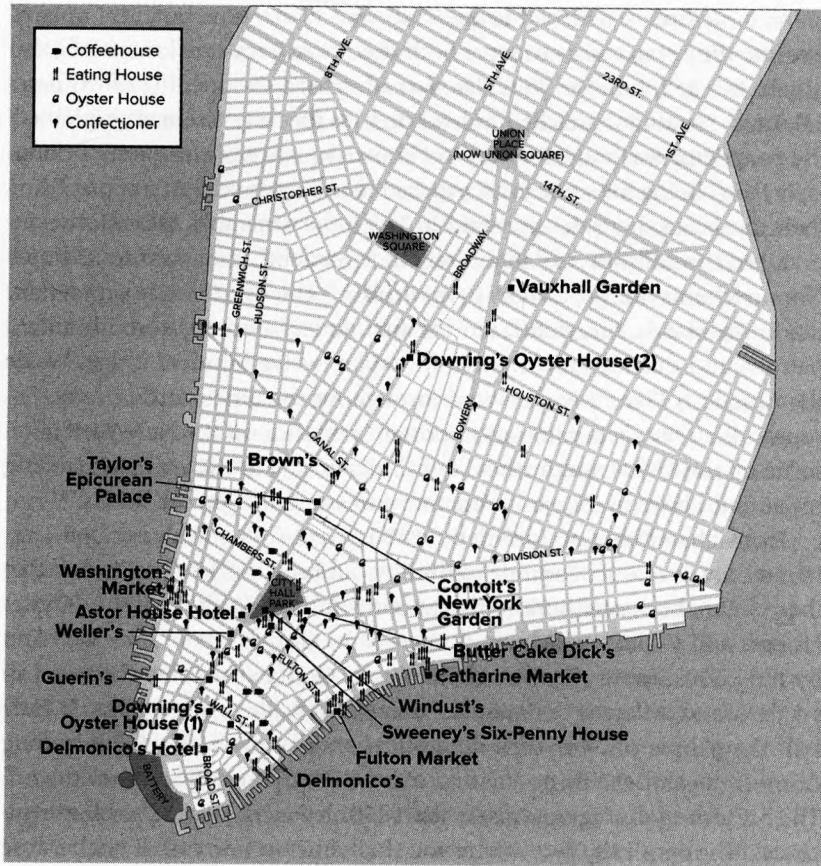 Coffeehouse
Eating House
Oyster House
Confectioner
8TH AVE.
5TH AVE.
23RD ST.
1ST AVE.
UNION
PLACE
(NOW UNION SQUARE)
14TH ST.
CHRISTOPHER ST.
WASHINGTON
SQUARE
BROADWAY
GREENWICH ST.
HUDSON ST.
Vauxhall Garden
Downing's Oyster House(2)
HOUSTON ST.
BOWERY
CANAL ST.
Brown's
Taylor's
Epicurean
Palace
CHAMBERS ST.
DIVISION ST.
Washington
Market
CITY
HALL
PARK
Contoit's
New York
Garden
Astor House Hotel
Weller's
Butter Cake Dick's
Catharine Market
Guerin's
FULTON ST.
Windust's
Downing's
Oyster House (1)
WALL ST.
Sweeney's Six-Penny House
Fulton Market
Delmonico's Hotel
Delmonico's
BROAD ST.
BATTERY